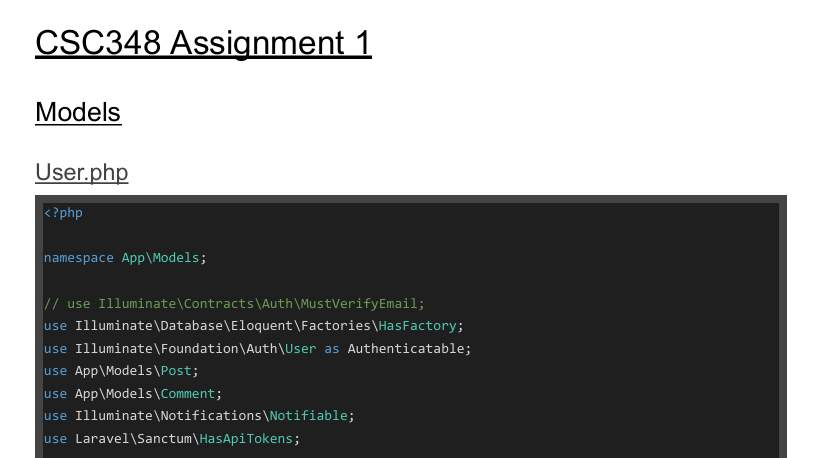 CSC348 Assignment 1
Models
User.php
<?php
namespace App\Models;
// use Illuminate\Contracts\Auth\MustVerifyEmail;
use Illuminate\Database\Eloquent\Factories\HasFactory;
use Illuminate\Foundation\Auth\User as Authenticatable;
use App\Models\Post;
use App\Models\Comment;
use Illuminate\Notifications\Notifiable;
use Laravel\Sanctum\HasApiTokens;